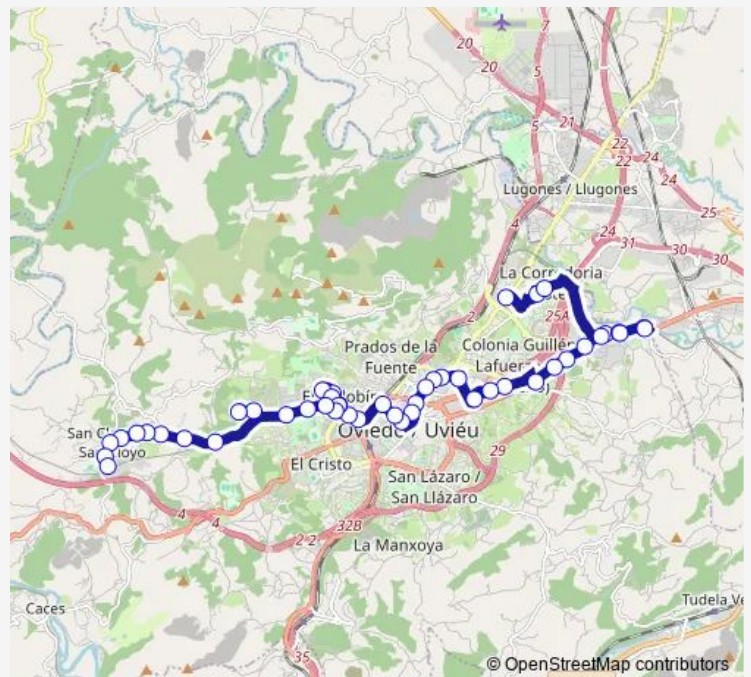 20
20
7
5
5
21
22
22
24
24
24
25
4
Lugones / Llugones
24
31
30
30
La Corredoria
25A
2
Prados de la
Fuente
Colonia Guillén
Lafuer
Oviedo / Uviéu
San Cl
Sa
oyo
El Cristo
29
San Lázaro /
San Llázaro
4
4
2-2
32B
La Manxoya
Caces
Tudela Ve
35
© OpenStreetMap contributors